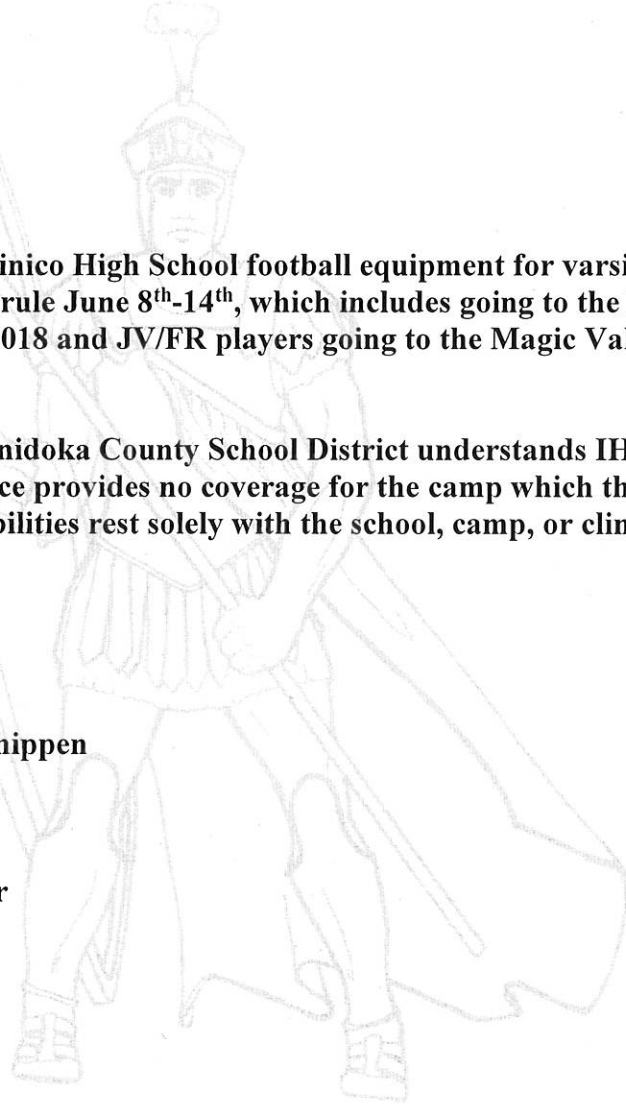 inico High School football equipment for varsi
rule June 8th-14th, which includes going to the
018 and JV/FR players going to the Magic Val
nidoka County School District understands IH
ce provides no coverage for the camp which th
bilities rest solely with the school, camp, or clin
hippen
r